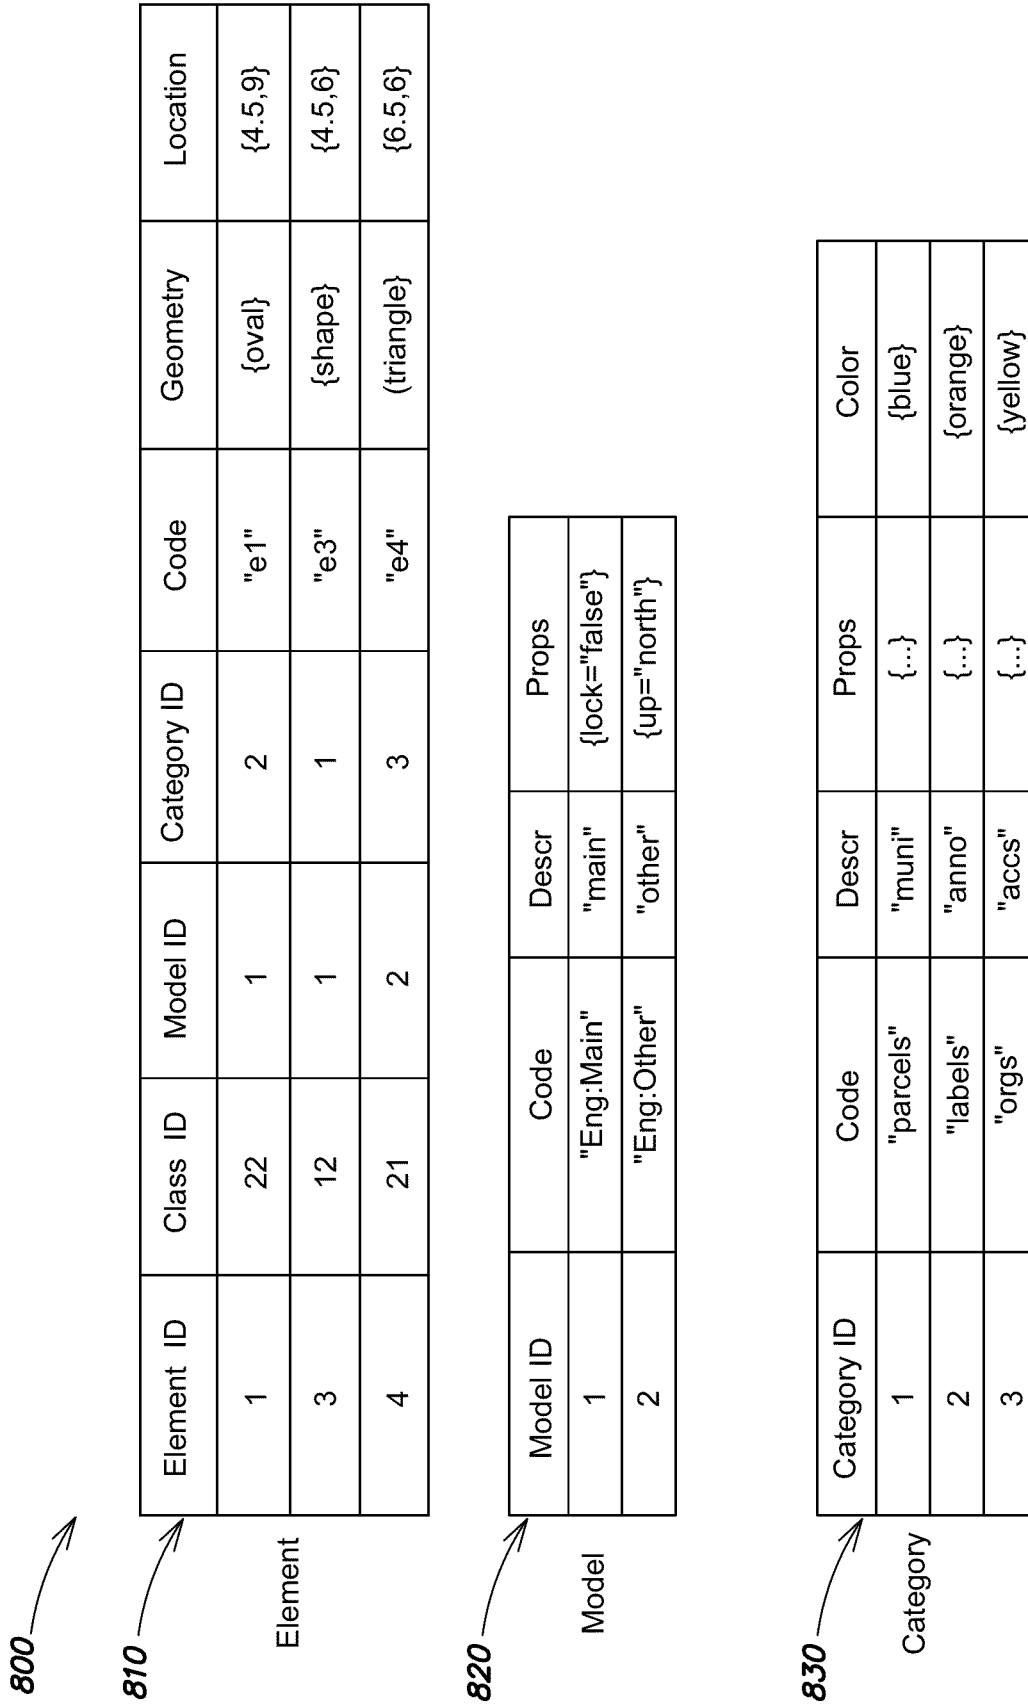 800
810
Element
Element ID Class ID Model ID Category ID Code Geometry Location
1 22 1 2 "e1" {oval} {4.5,9}
3 12 1 1 "e3" {shape} {4.5,6}
4 21 2 3 "e4" (triangle} {6.5,6}
820
Model
Model ID Code Descr Props
1 "Eng:Main" "main" {lock="false"}
2 "Eng:Other" "other" {up="north"}
830
Category
Category ID Code Descr Props Color
1 "parcels" "muni" {...} {blue}
2 "labels" "anno" {...} {orange}
3 "orgs" "accs" {...} {yellow}